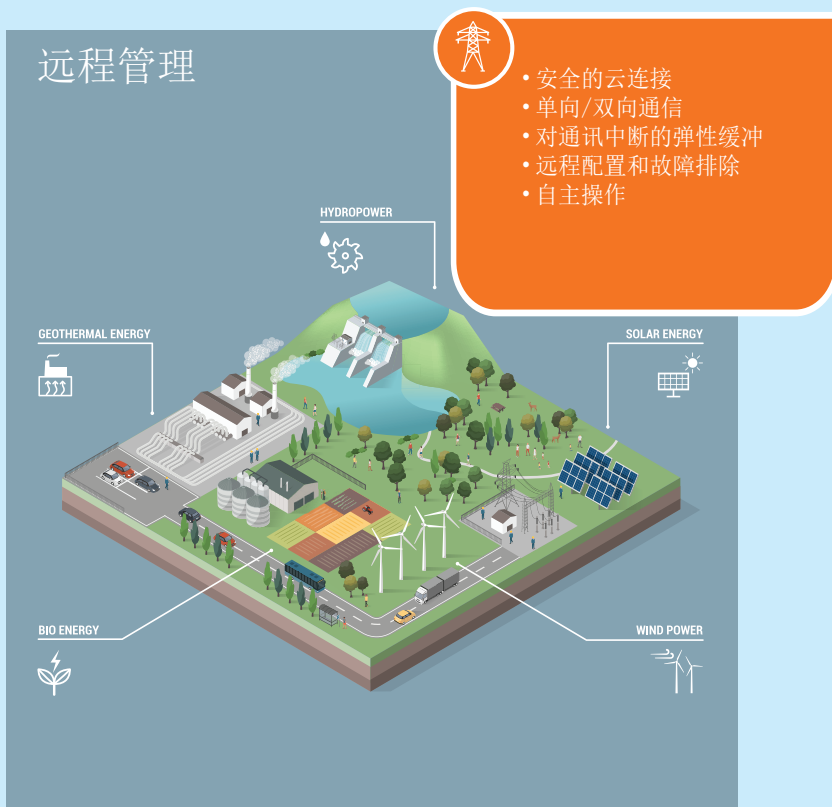 远程管理
• 安全的云连接
• 单向/双向通信
• 对通讯中断的弹性缓冲
• 远程配置和故障排除
• 自主操作
HYDROPOWER
GEOTHERMAL ENERGY
SOLAR ENERGY
BIO ENERGY
WIND POWER